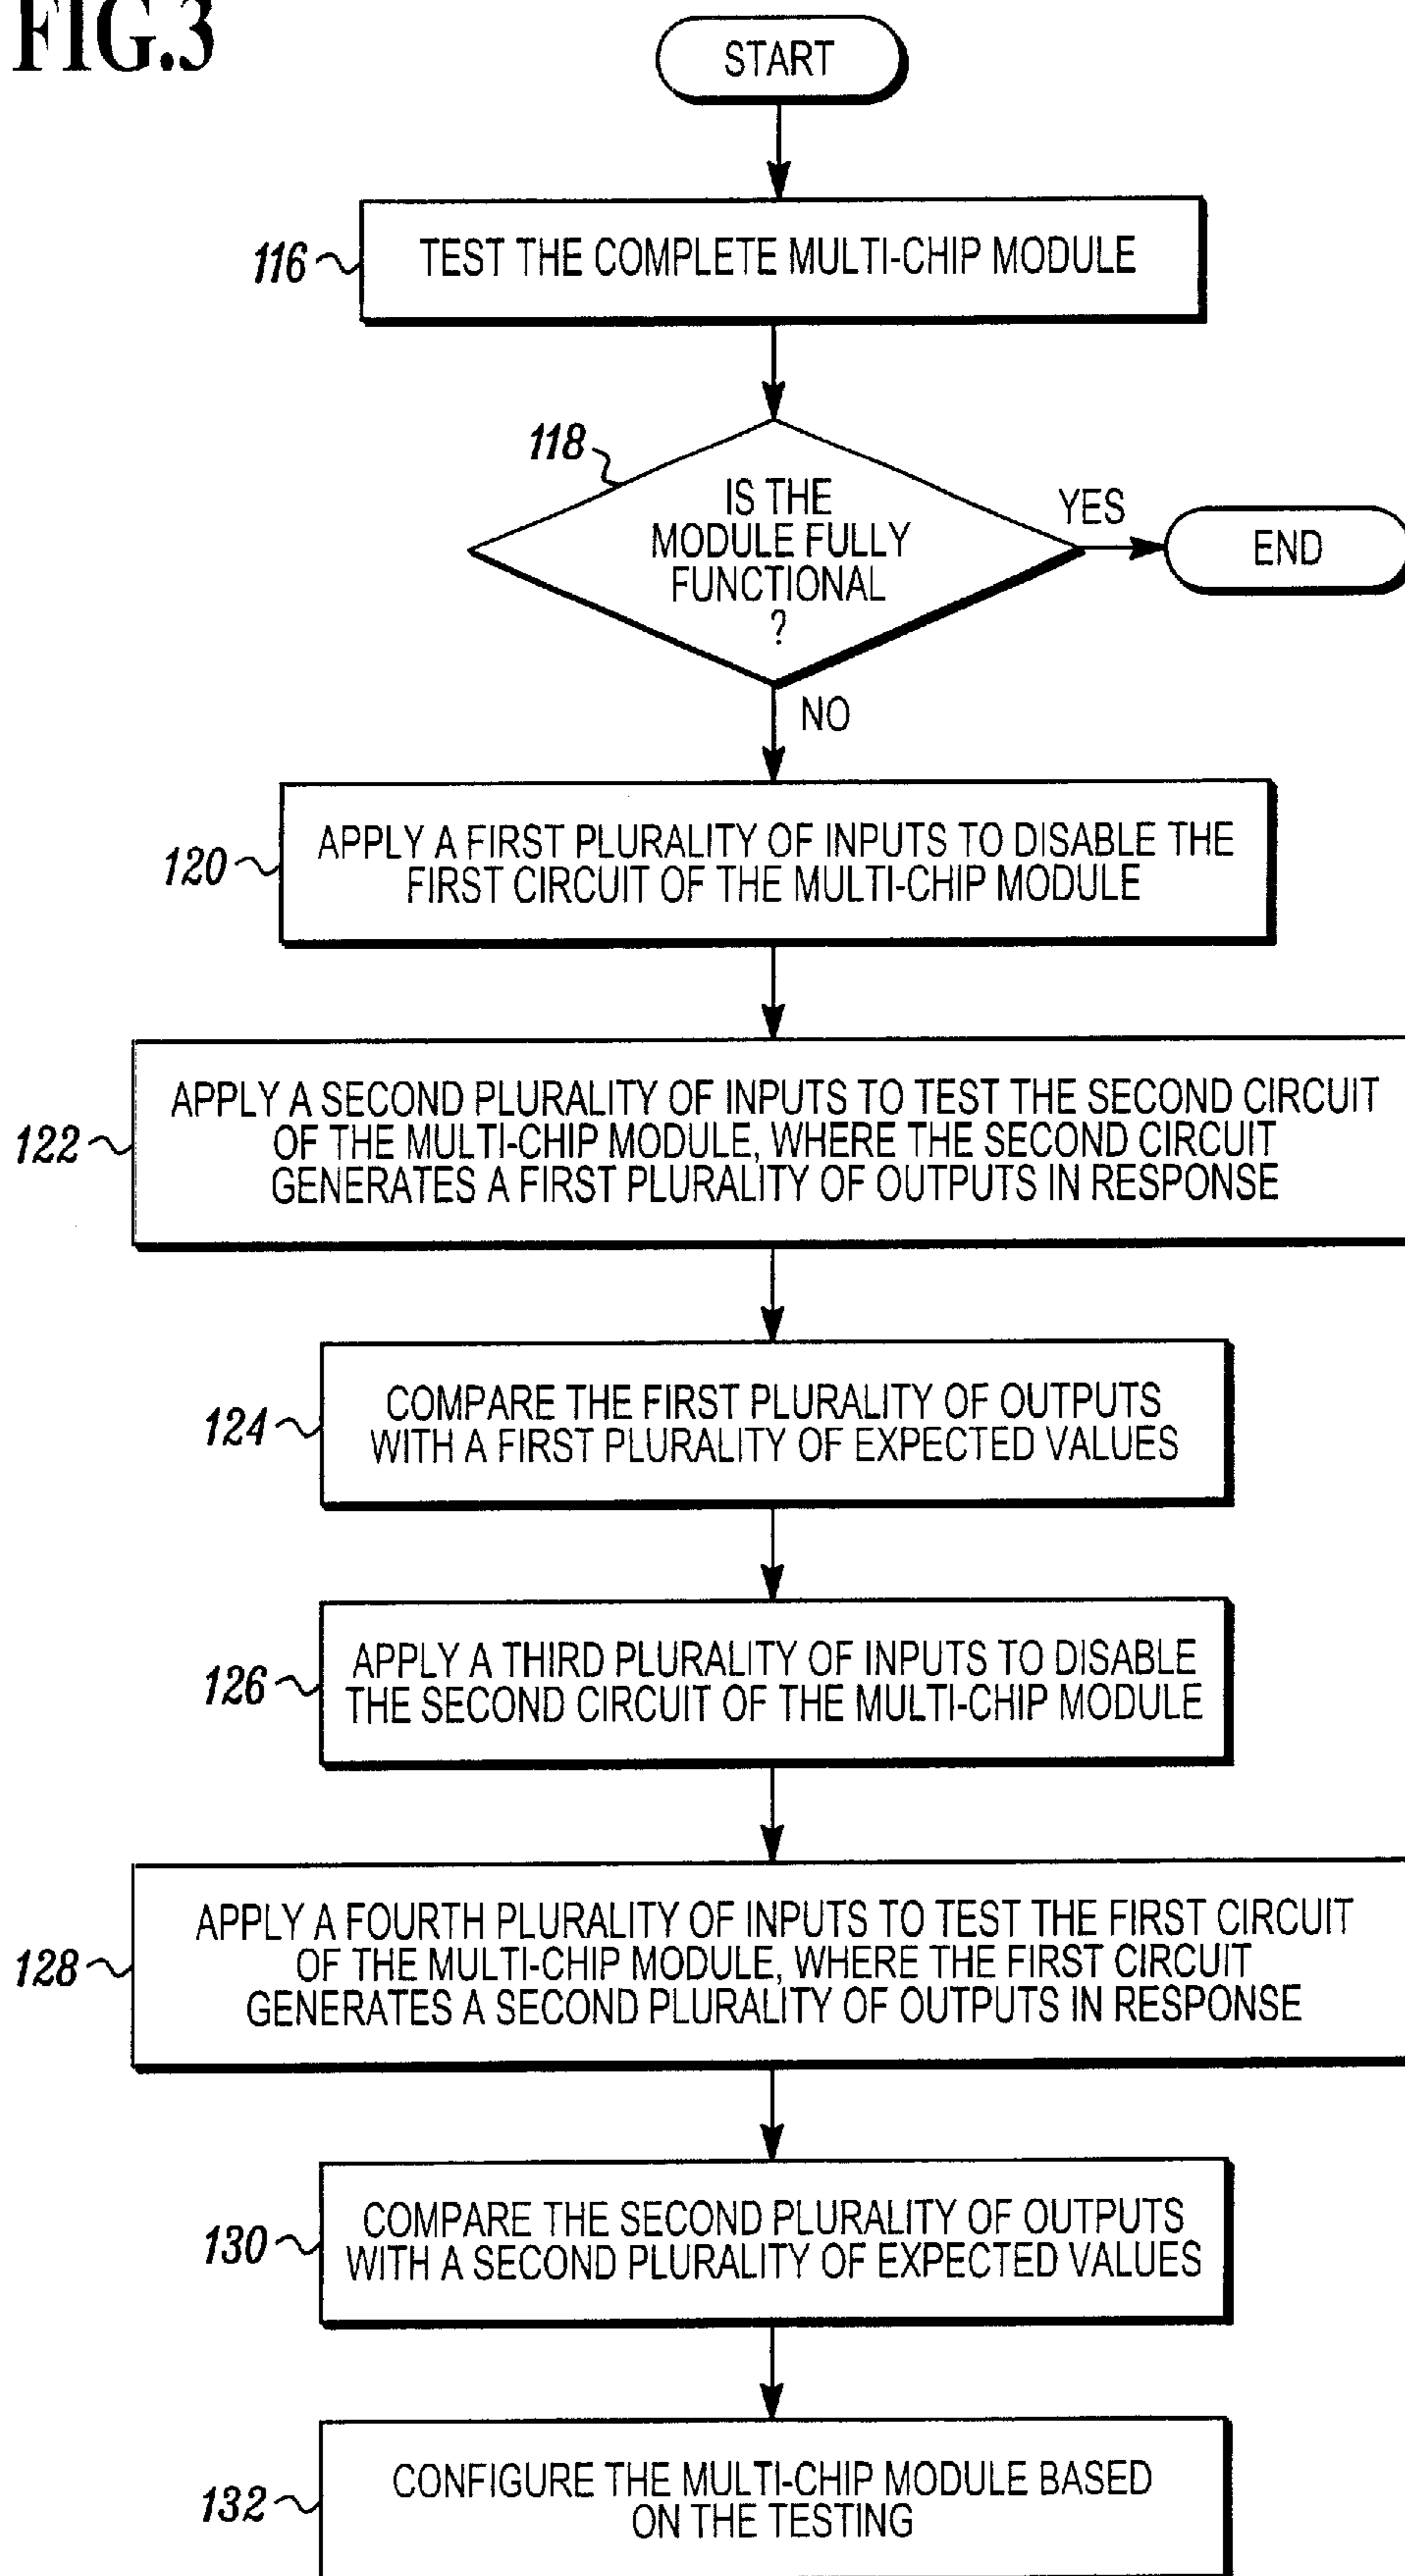 FIG.3
START
116
TEST THE COMPLETE MULTI-CHIP MODULE
118
IS THE
MODULE FULLY
FUNCTIONAL
?
YES
END
NO
120
APPLY A FIRST PLURALITY OF INPUTS TO DISABLE THE
FIRST CIRCUIT OF THE MULTI-CHIP MODULE
122
APPLY A SECOND PLURALITY OF INPUTS TO TEST THE SECOND CIRCUIT
OF THE MULTI-CHIP MODULE, WHERE THE SECOND CIRCUIT
GENERATES A FIRST PLURALITY OF OUTPUTS IN RESPONSE
124
COMPARE THE FIRST PLURALITY OF OUTPUTS
WITH A FIRST PLURALITY OF EXPECTED VALUES
126
APPLY A THIRD PLURALITY OF INPUTS TO DISABLE
THE SECOND CIRCUIT OF THE MULTI-CHIP MODULE
128
APPLY A FOURTH PLURALITY OF INPUTS TO TEST THE FIRST CIRCUIT
OF THE MULTI-CHIP MODULE, WHERE THE FIRST CIRCUIT
GENERATES A SECOND PLURALITY OF OUTPUTS IN RESPONSE
130
COMPARE THE SECOND PLURALITY OF OUTPUTS
WITH A SECOND PLURALITY OF EXPECTED VALUES
132
CONFIGURE THE MULTI-CHIP MODULE BASED
ON THE TESTING